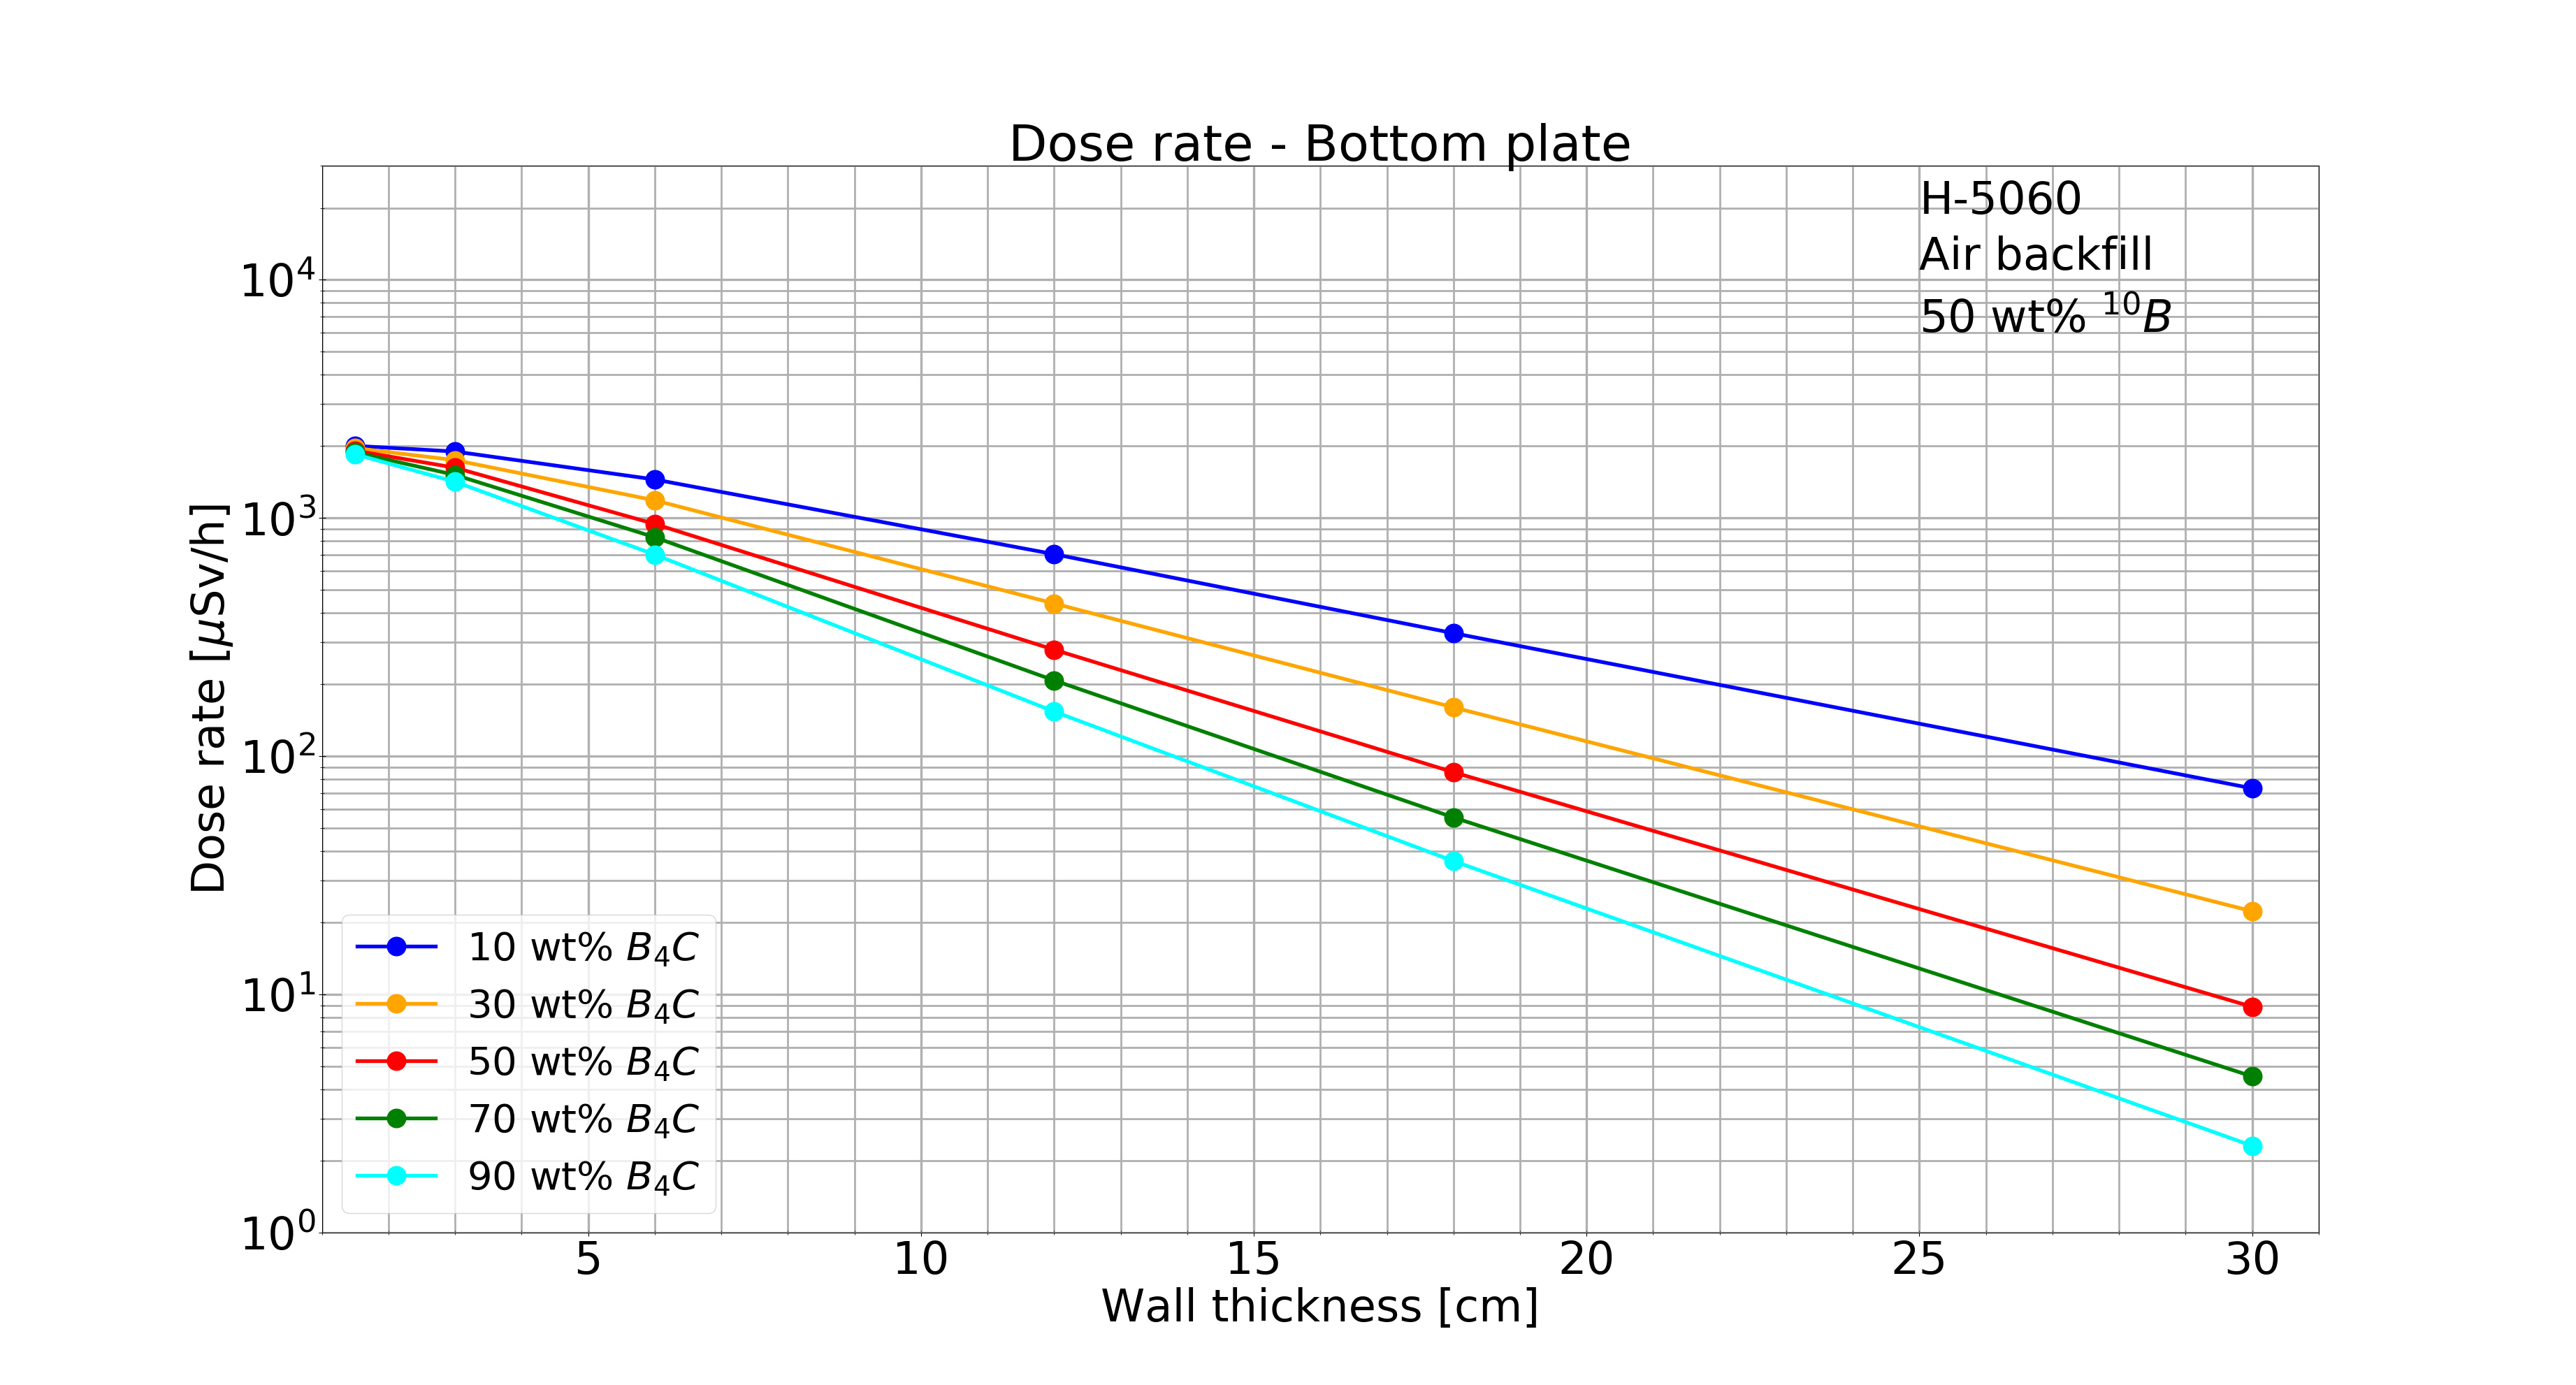 Dose rate - Bottom plate
H-5060
Air backfill
50 wt% ¹⁰B
Dose rate [μSv/h]
10⁴
10³
10²
10¹
10⁰
10 wt% B₄C
30 wt% B₄C
50 wt% B₄C
70 wt% B₄C
90 wt% B₄C
5 10 15 20 25 30
Wall thickness [cm]